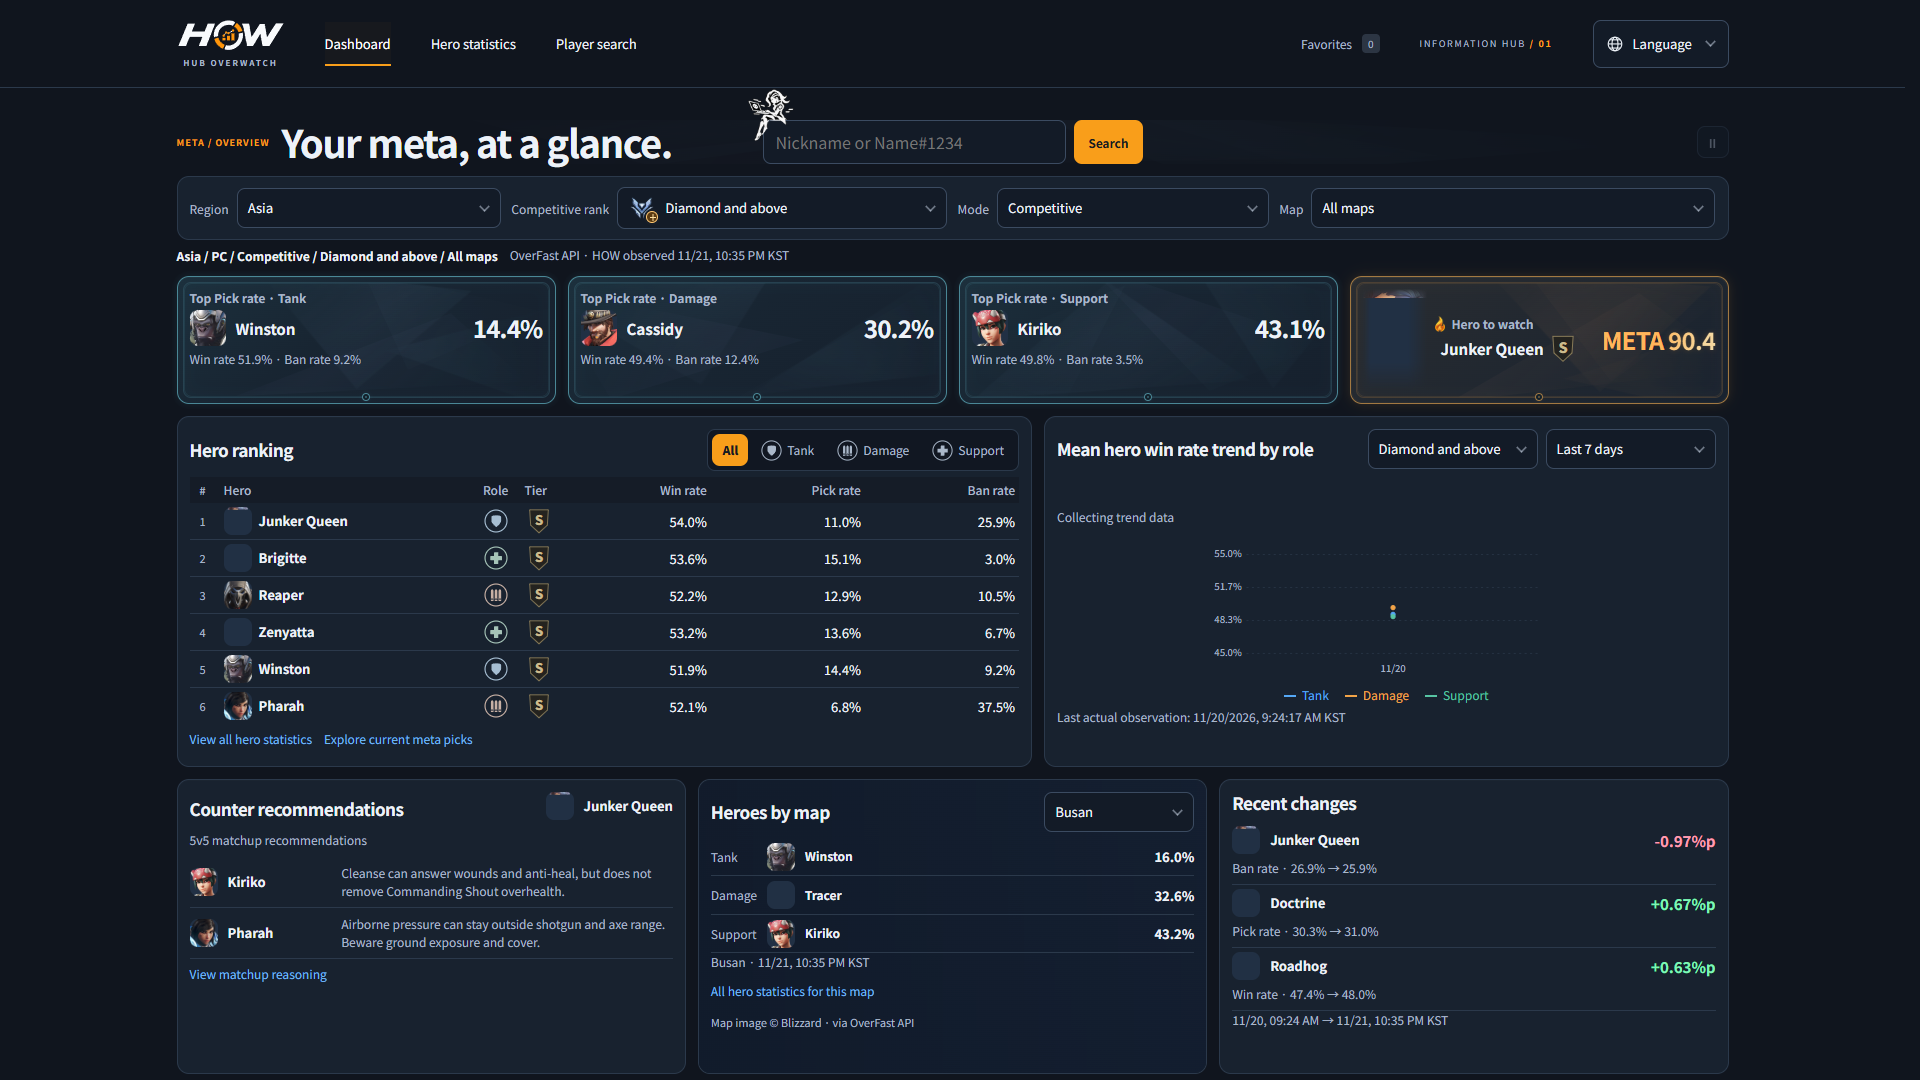 HOW
HUB OVERWATCH
Dashboard
Hero statistics
Player search
Favorites 0
INFORMATION HUB / 01
Language
META / OVERVIEW
Your meta, at a glance.
Nickname or Name#1234
Search
Region
Asia
Competitive rank
Diamond and above
Mode
Competitive
Map
All maps
Asia / PC / Competitive / Diamond and above / All maps
OverFast API · HOW observed 11/21, 10:35 PM KST
Top Pick rate · Tank
Winston
14.4%
Win rate 51.9% · Ban rate 9.2%
Top Pick rate · Damage
Cassidy
30.2%
Win rate 49.4% · Ban rate 12.4%
Top Pick rate · Support
Kiriko
43.1%
Win rate 49.8% · Ban rate 3.5%
Hero to watch
Junker Queen S
META 90.4
Hero ranking
All
Tank
Damage
Support
# Hero Role Tier Win rate Pick rate Ban rate
1 Junker Queen S 54.0% 11.0% 25.9%
2 Brigitte S 53.6% 15.1% 3.0%
3 Reaper S 52.2% 12.9% 10.5%
4 Zenyatta S 53.2% 13.6% 6.7%
5 Winston S 51.9% 14.4% 9.2%
6 Pharah S 52.1% 6.8% 37.5%
View all hero statistics
Explore current meta picks
Mean hero win rate trend by role
Diamond and above
Last 7 days
Collecting trend data
55.0%
51.7%
48.3%
45.0%
11/20
Tank
Damage
Support
Last actual observation: 11/20/2026, 9:24:17 AM KST
Counter recommendations
Junker Queen
5v5 matchup recommendations
Kiriko
Cleanse can answer wounds and anti-heal, but does not
remove Commanding Shout overhealth.
Pharah
Airborne pressure can stay outside shotgun and axe range.
Beware ground exposure and cover.
View matchup reasoning
Heroes by map
Busan
Tank Winston 16.0%
Damage Tracer 32.6%
Support Kiriko 43.2%
Busan · 11/21, 10:35 PM KST
All hero statistics for this map
Map image © Blizzard · via OverFast API
Recent changes
Junker Queen -0.97%p
Ban rate · 26.9% → 25.9%
Doctrine +0.67%p
Pick rate · 30.3% → 31.0%
Roadhog +0.63%p
Win rate · 47.4% → 48.0%
11/20, 09:24 AM → 11/21, 10:35 PM KST